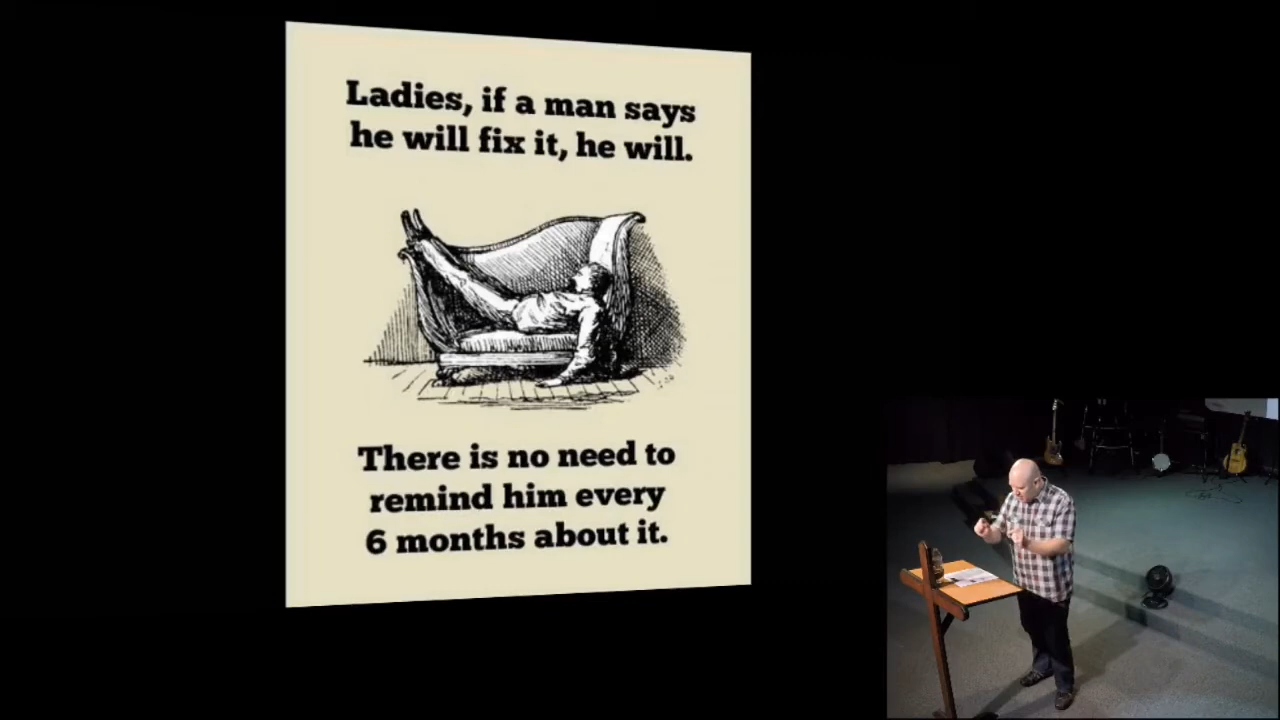 Ladies, if a man says
he will fix it, he will.
There is no need to
remind him every
6 months about it.